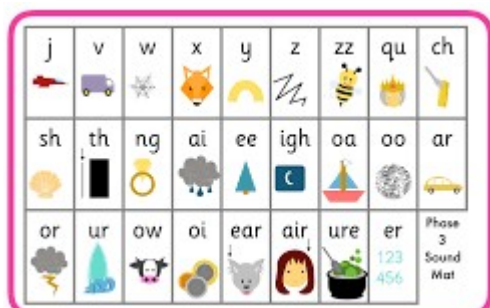 j v w x y z zz qu ch
sh th ng ai ee igh oa oo ar
or ur ow oi ear air ure er Phase
3
Sound
Mat
123
456